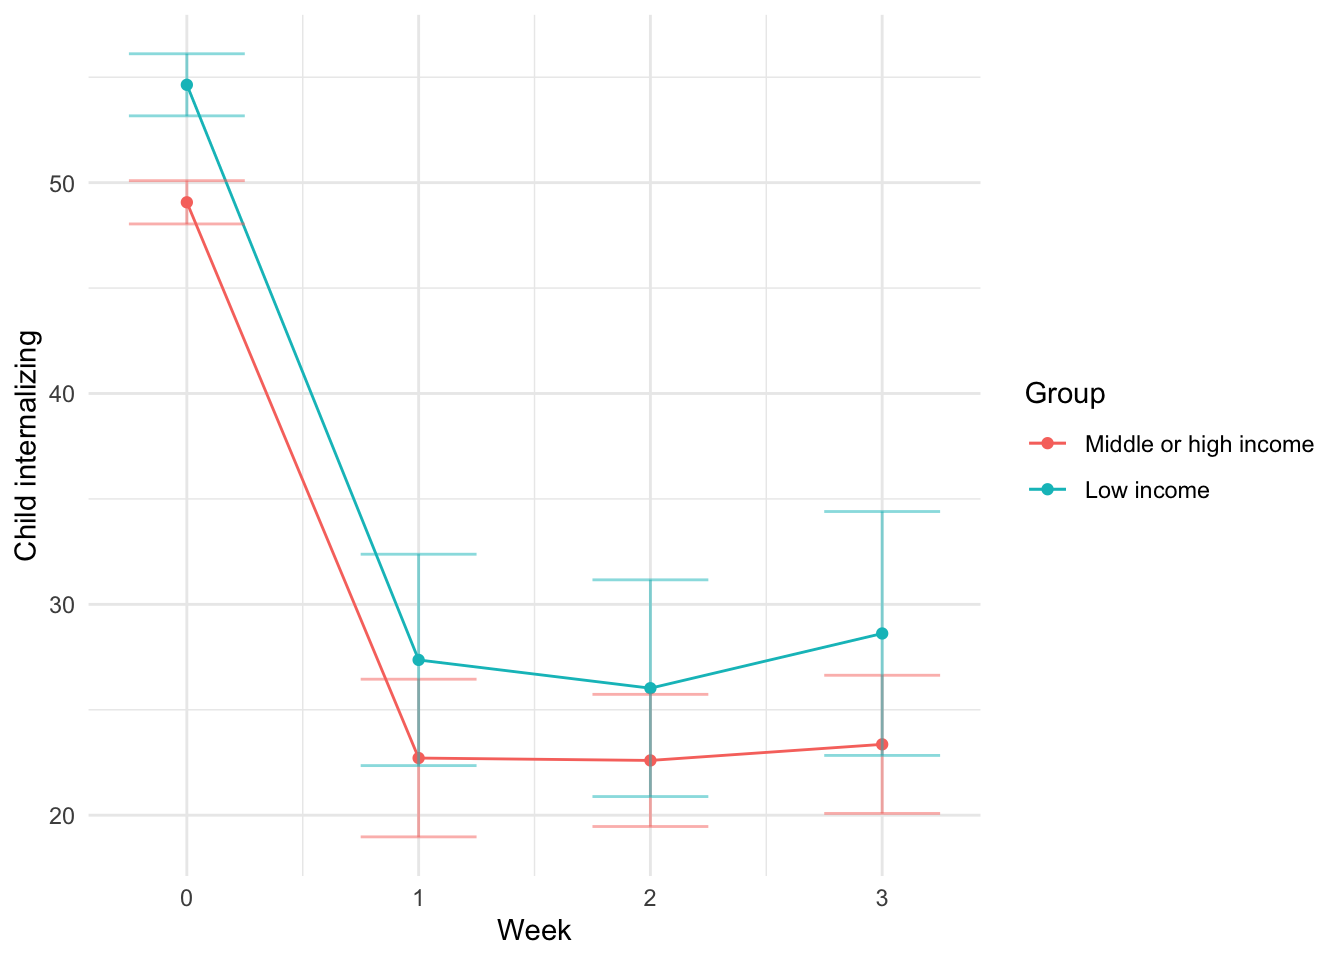 Child internalizing
50
40
30
20
0 1 2 3
Week
Group
Middle or high income
Low income